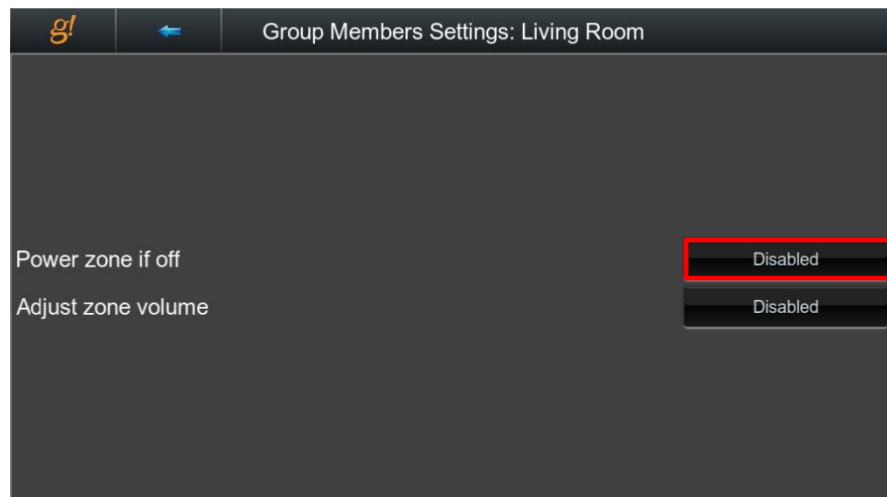 g! Group Members Settings: Living Room
Power zone if off Disabled
Adjust zone volume Disabled